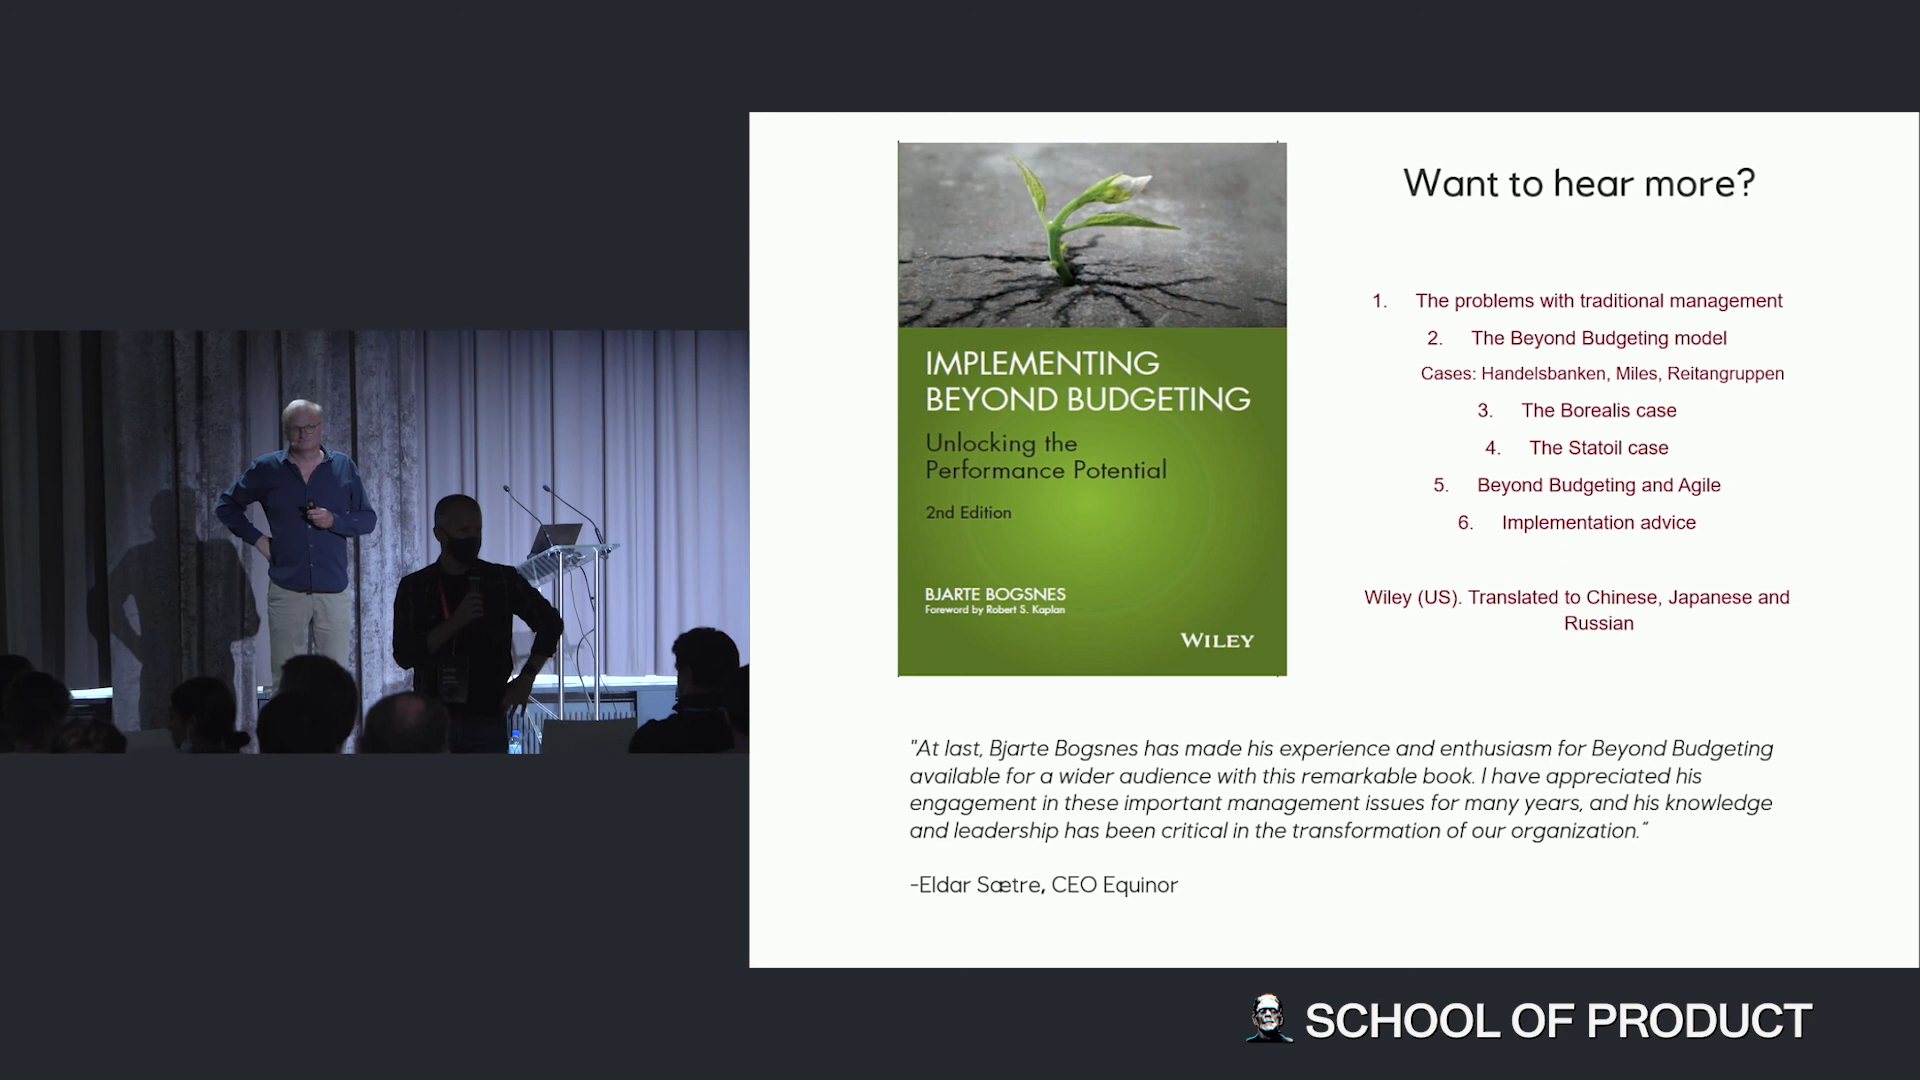 Want to hear more?
IMPLEMENTING
BEYOND BUDGETING
Unlocking the
Performance Potential
2nd Edition
BJARTE BOGSNES
Foreword by Robert S. Kaplan
WILEY
1. The problems with traditional management
2. The Beyond Budgeting model
Cases: Handelsbanken, Miles, Reitangruppen
3. The Borealis case
4. The Statoil case
5. Beyond Budgeting and Agile
6. Implementation advice
Wiley (US). Translated to Chinese, Japanese and
Russian
"At last, Bjarte Bogsnes has made his experience and enthusiasm for Beyond Budgeting
available for a wider audience with this remarkable book. I have appreciated his
engagement in these important management issues for many years, and his knowledge
and leadership has been critical in the transformation of our organization."
-Eldar Sætre, CEO Equinor
SCHOOL OF PRODUCT